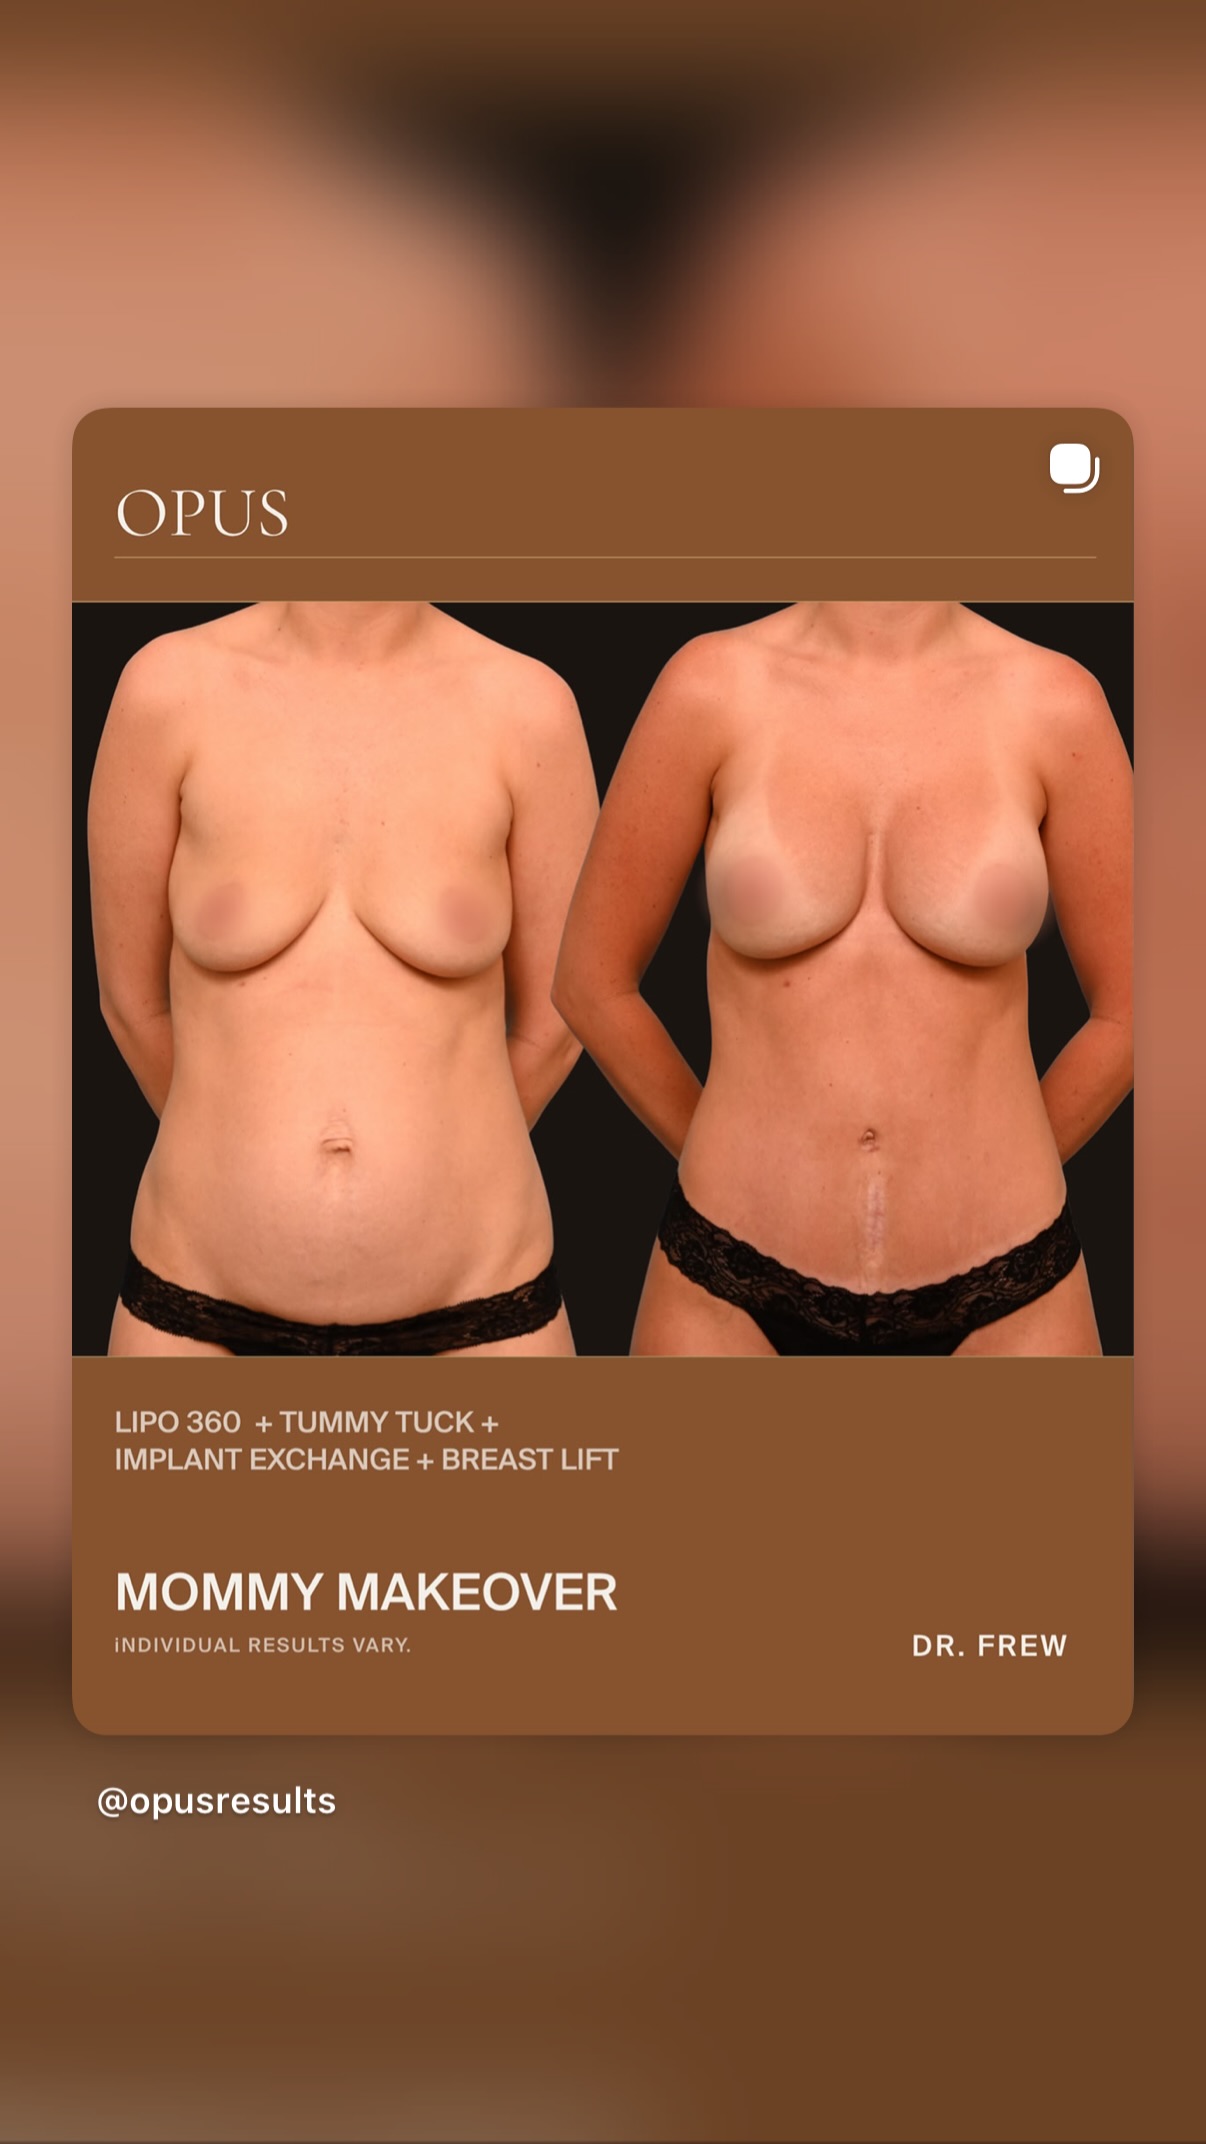 OPUS
LIPO 360 + TUMMY TUCK +
IMPLANT EXCHANGE + BREAST LIFT
MOMMY MAKEOVER
iNDIVIDUAL RESULTS VARY.
DR. FREW
@opusresults